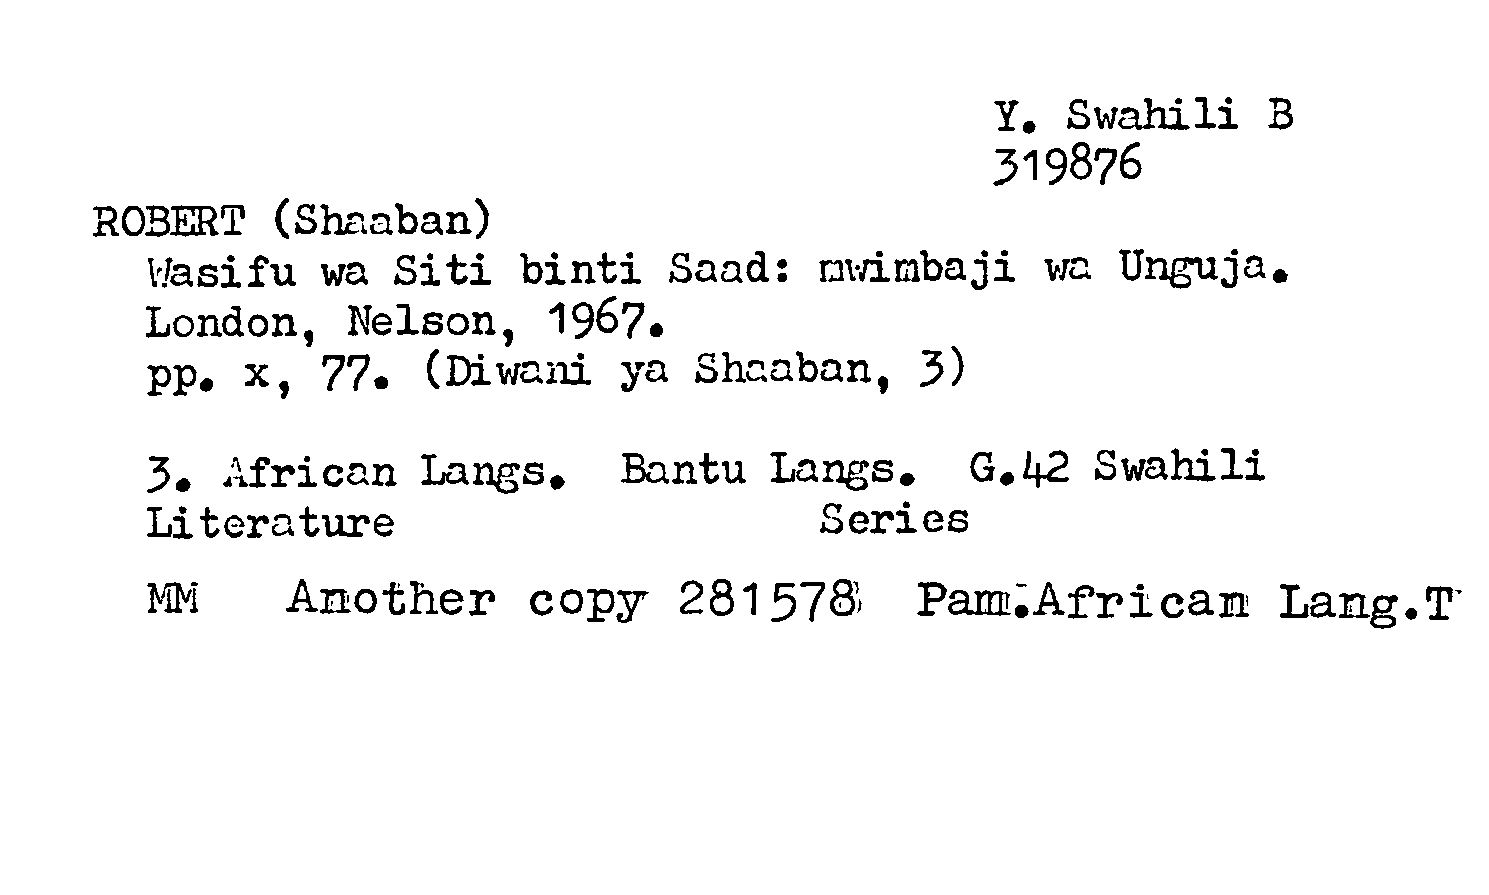 Y. Swahili B
319876
ROBERT (Shaaban)
Wasifu wa Siti binti Saad: mwimbaji wa Unguja.
London, Nelson, 1967.
pp. x, 77. (Diwani ya Shaaban, 3)
3. African Langs. Bantu Langs. G.42 Swahili
Literature Series
MM Another copy 281578 Pam.African Lang.T